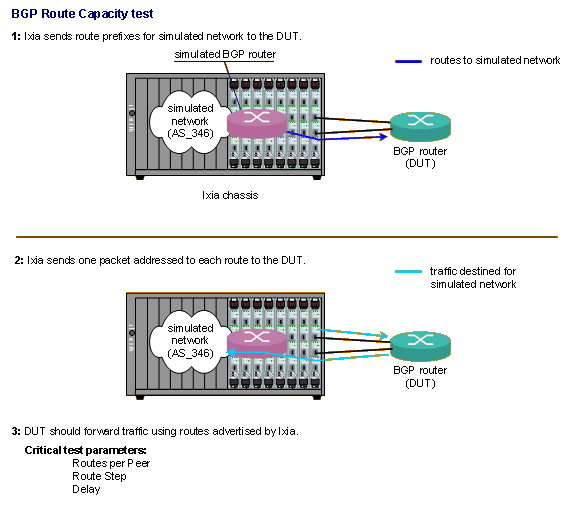 BGP Route Capacity test
1: Ixia sends route prefixes for simulated network to the DUT.
simulated BGP router
routes to simulated network
simulated
network
(AS_346)
BGP router
(DUT)
Ixia chassis
2: Ixia sends one packet addressed to each route to the DUT.
traffic destined for
simulated network
simulated
network
(AS_346)
BGP router
(DUT)
3: DUT should forward traffic using routes advertised by Ixia.
Critical test parameters:
Routes per Peer
Route Step
Delay